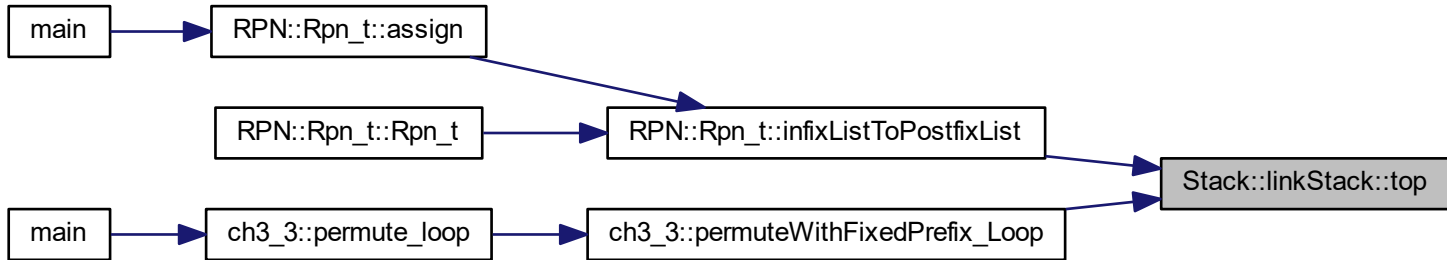 main
RPN::Rpn_t::assign
RPN::Rpn_t::Rpn_t
RPN::Rpn_t::infixListToPostfixList
Stack::linkStack::top
main
ch3_3::permute_loop
ch3_3::permuteWithFixedPrefix_Loop